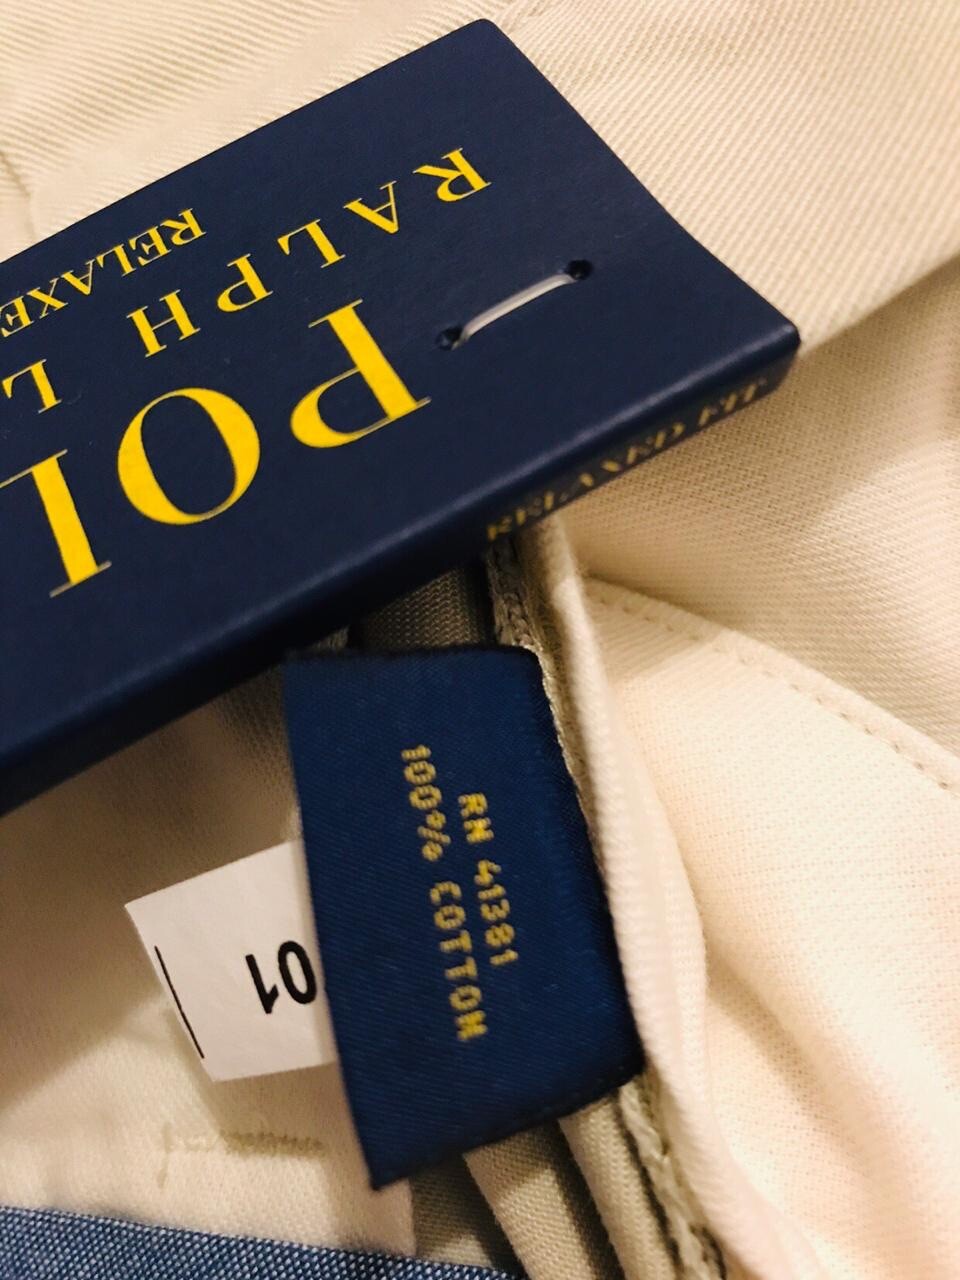 POL
RALPH L
RELAXE
RELAXED FIT
RN 41381
100% COTTON
01